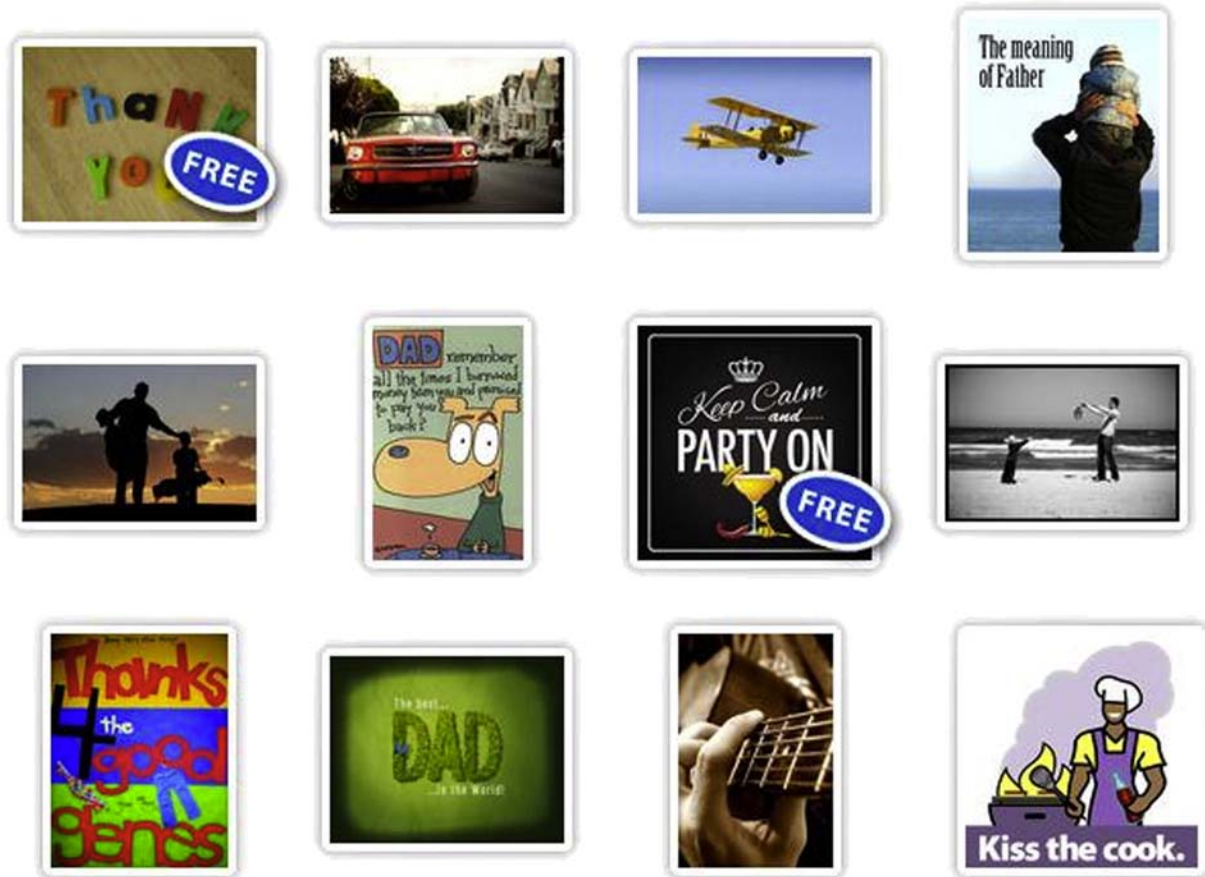 ThaNK
YO
FREE
The meaning
of Father
DAD remember
all the times I borrowed
money from you and promised
to pay you
back?
Keep Calm
and
PARTY ON
FREE
Thanks
4
the
good
genes
The best...
DAD
...In the World!
Kiss the cook.